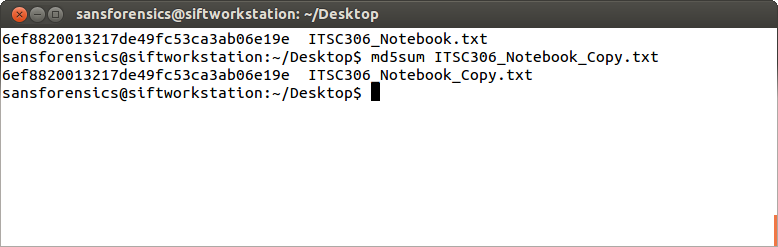 sansforensics@siftworkstation: ~/Desktop
6ef8820013217de49fc53ca3ab06e19e  ITSC306_Notebook.txt
sansforensics@siftworkstation:~/Desktop$ md5sum ITSC306_Notebook_Copy.txt
6ef8820013217de49fc53ca3ab06e19e  ITSC306_Notebook_Copy.txt
sansforensics@siftworkstation:~/Desktop$